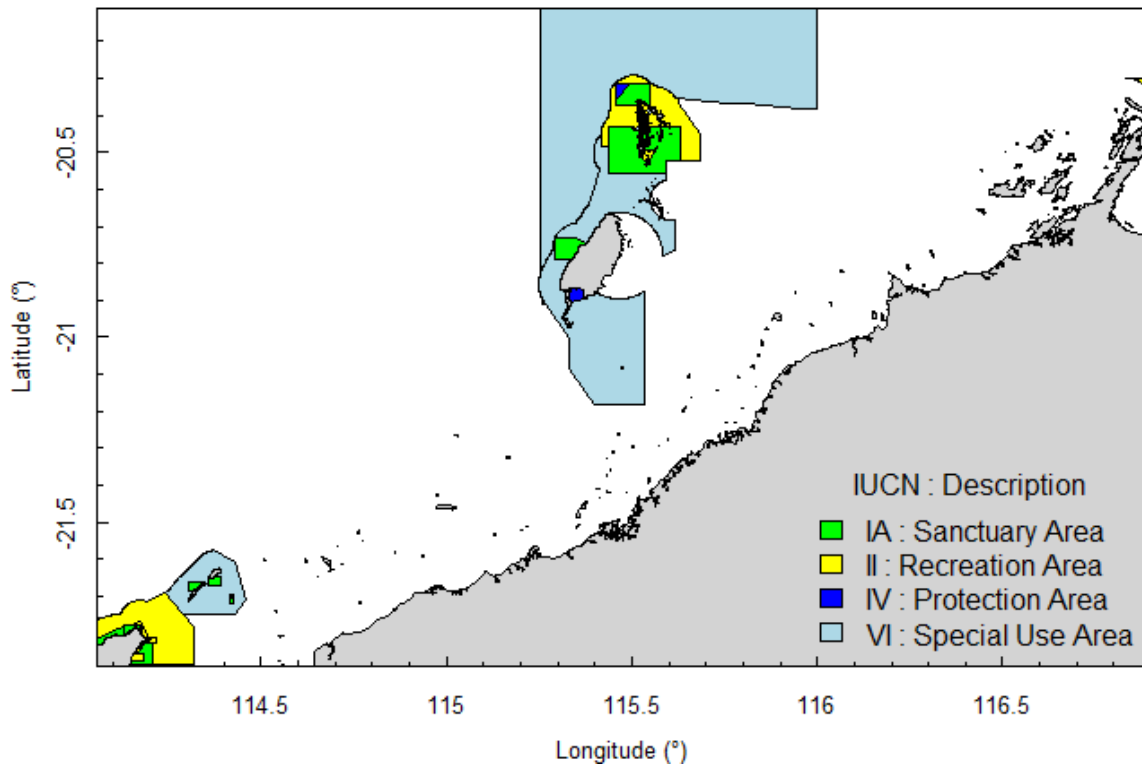 -20.5
-21
-21.5
Latitude (°)
IUCN : Description
IA : Sanctuary Area
II : Recreation Area
IV : Protection Area
VI : Special Use Area
114.5 115 115.5 116 116.5
Longitude (°)